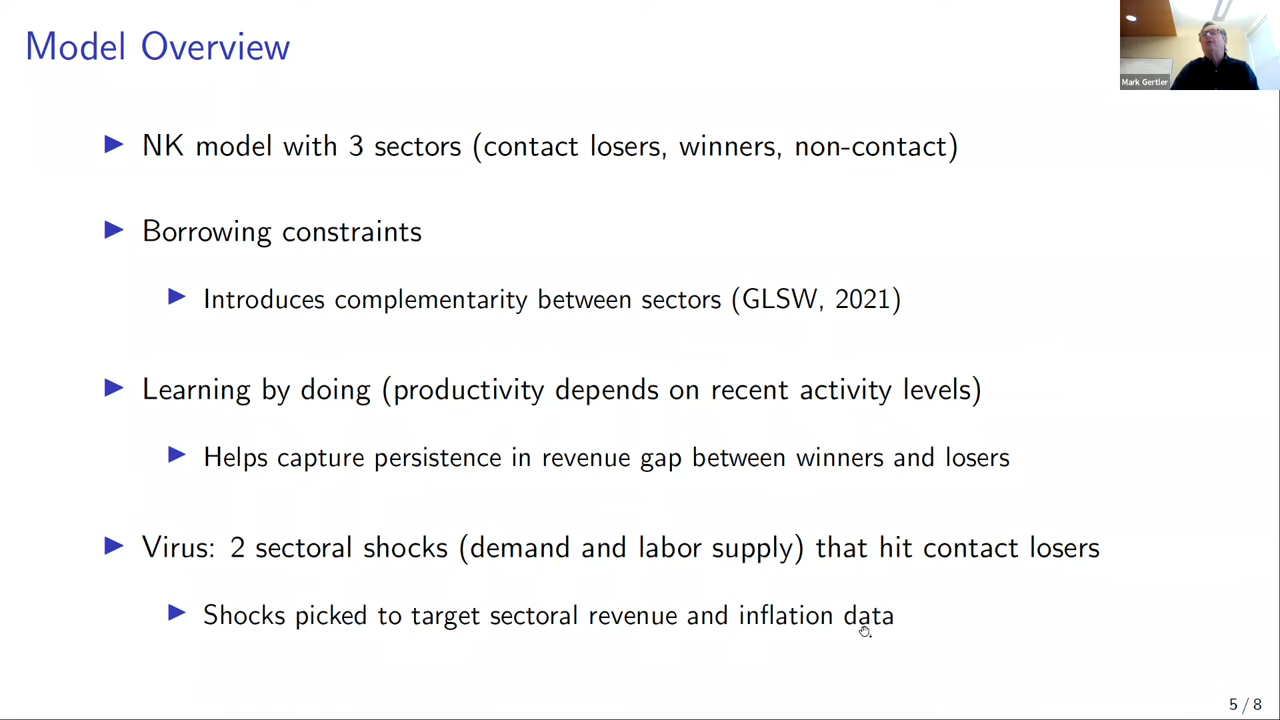 Model Overview
Mark Gertler
▶ NK model with 3 sectors (contact losers, winners, non-contact)
▶ Borrowing constraints
▶ Introduces complementarity between sectors (GLSW, 2021)
▶ Learning by doing (productivity depends on recent activity levels)
▶ Helps capture persistence in revenue gap between winners and losers
▶ Virus: 2 sectoral shocks (demand and labor supply) that hit contact losers
▶ Shocks picked to target sectoral revenue and inflation data
5 / 8